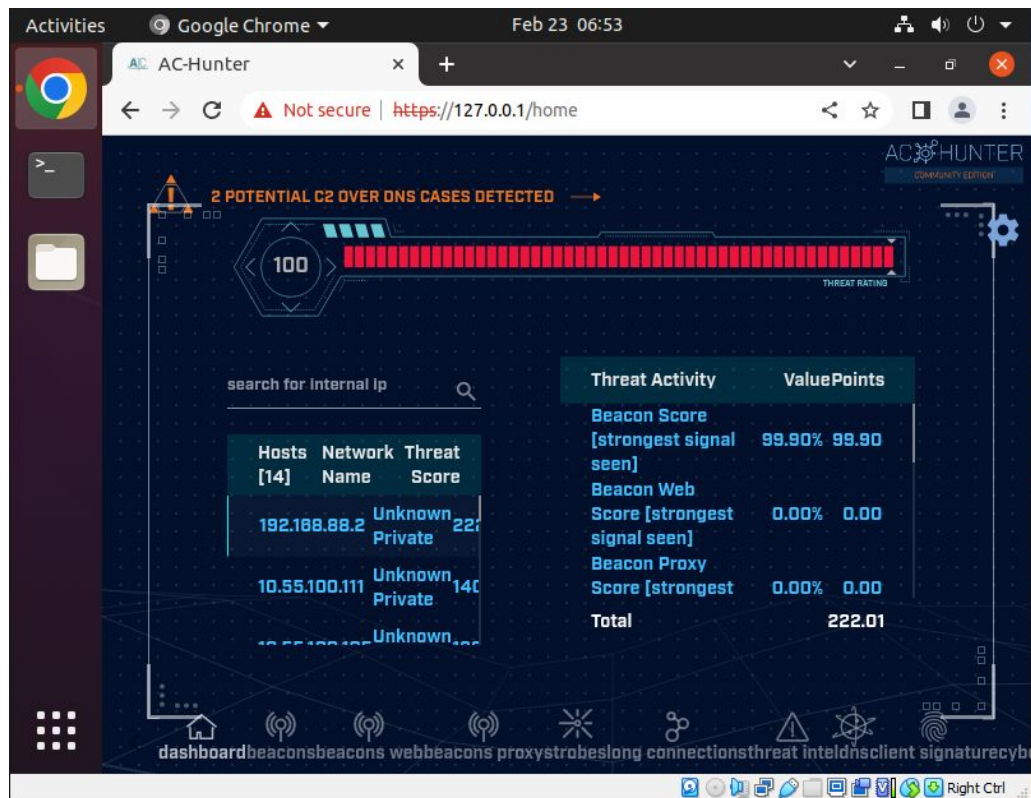 Activities Google Chrome Feb 23 06:53
AC-Hunter
Not secure https://127.0.0.1/home
AC HUNTER
COMMUNITY EDITION
2 POTENTIAL C2 OVER DNS CASES DETECTED
100
THREAT RATING
search for internal ip
Hosts Network Threat
[14] Name Score
192.168.88.2 Unknown Private 222
10.55.100.111 Unknown Private 140
Unknown
Threat Activity Value Points
Beacon Score
[strongest signal 99.90% 99.90
seen]
Beacon Web
Score [strongest 0.00% 0.00
signal seen]
Beacon Proxy
Score [strongest 0.00% 0.00
Total 222.01
dashboard beacons beacons web beacons proxy strobes long connections threat intel dns client signature cyb
Right Ctrl